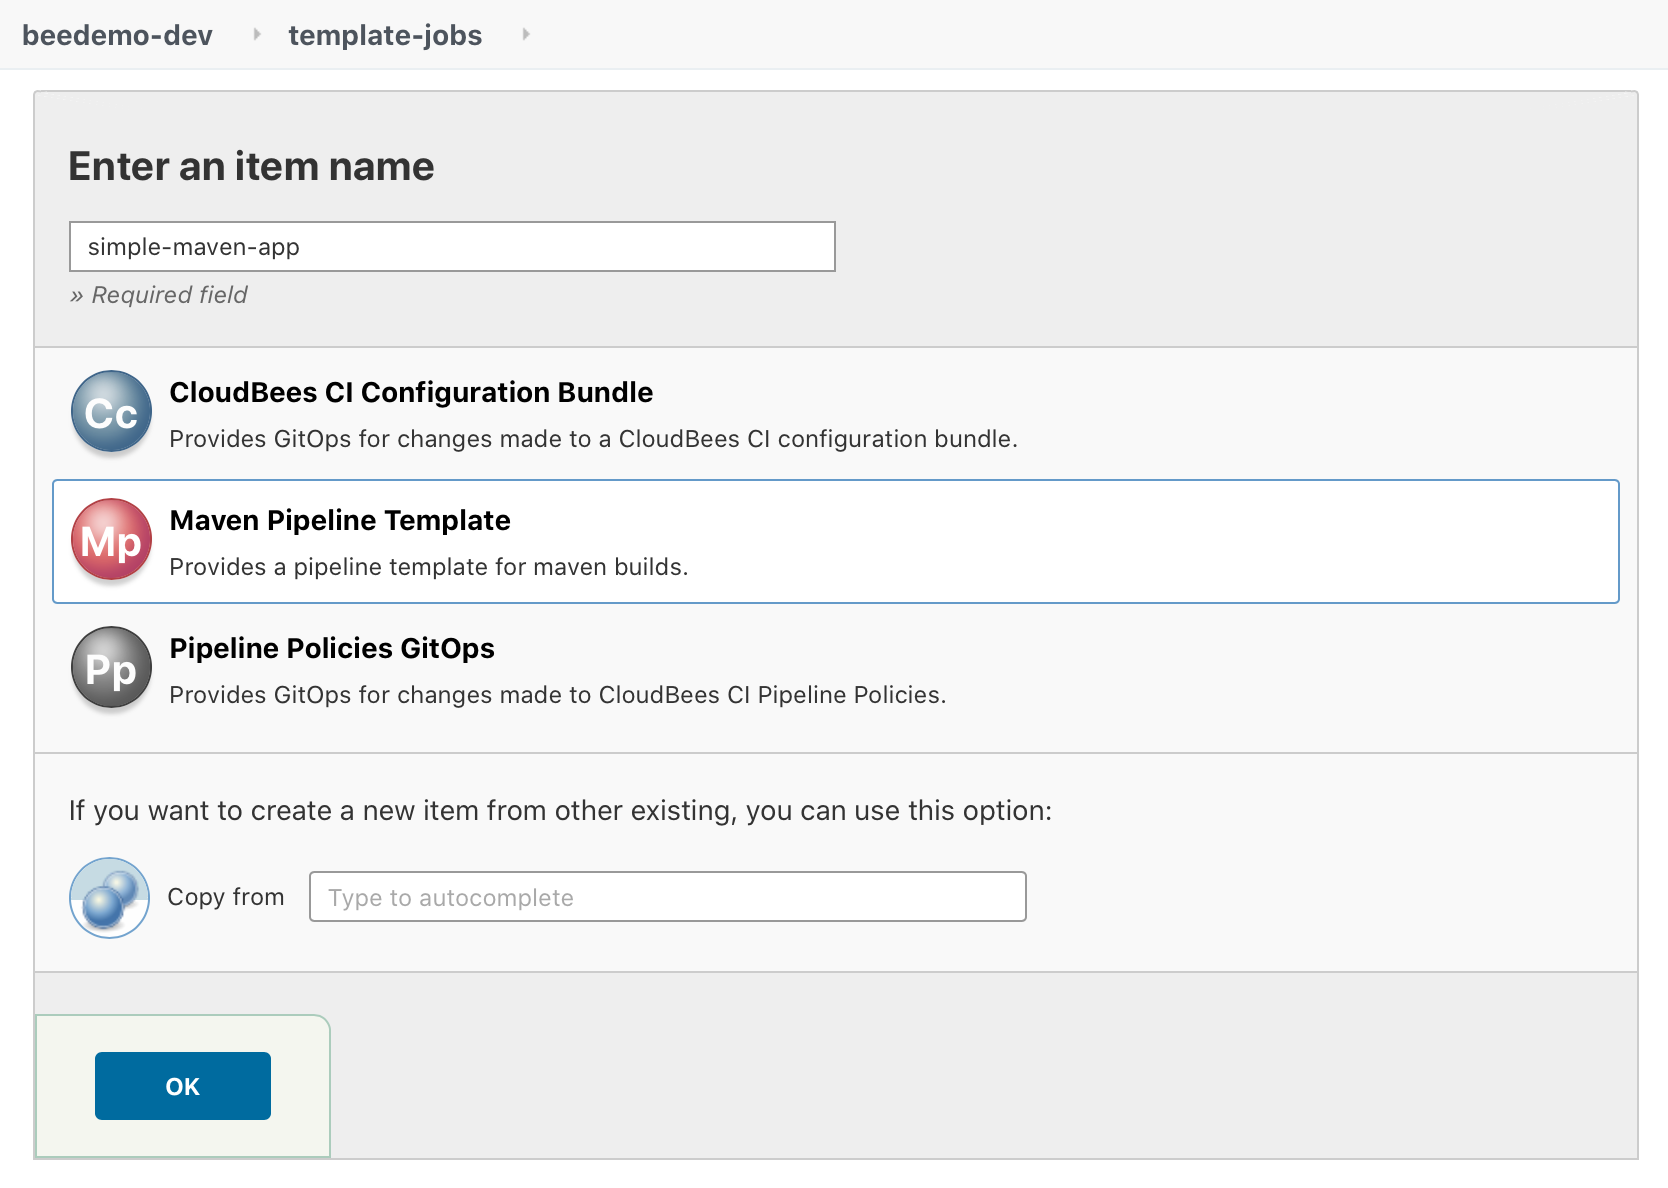 beedemo-dev template-jobs
Enter an item name
simple-maven-app
» Required field
Cc
CloudBees CI Configuration Bundle
Provides GitOps for changes made to a CloudBees CI configuration bundle.
Mp
Maven Pipeline Template
Provides a pipeline template for maven builds.
Pp
Pipeline Policies GitOps
Provides GitOps for changes made to CloudBees CI Pipeline Policies.
If you want to create a new item from other existing, you can use this option:
Copy from Type to autocomplete
OK